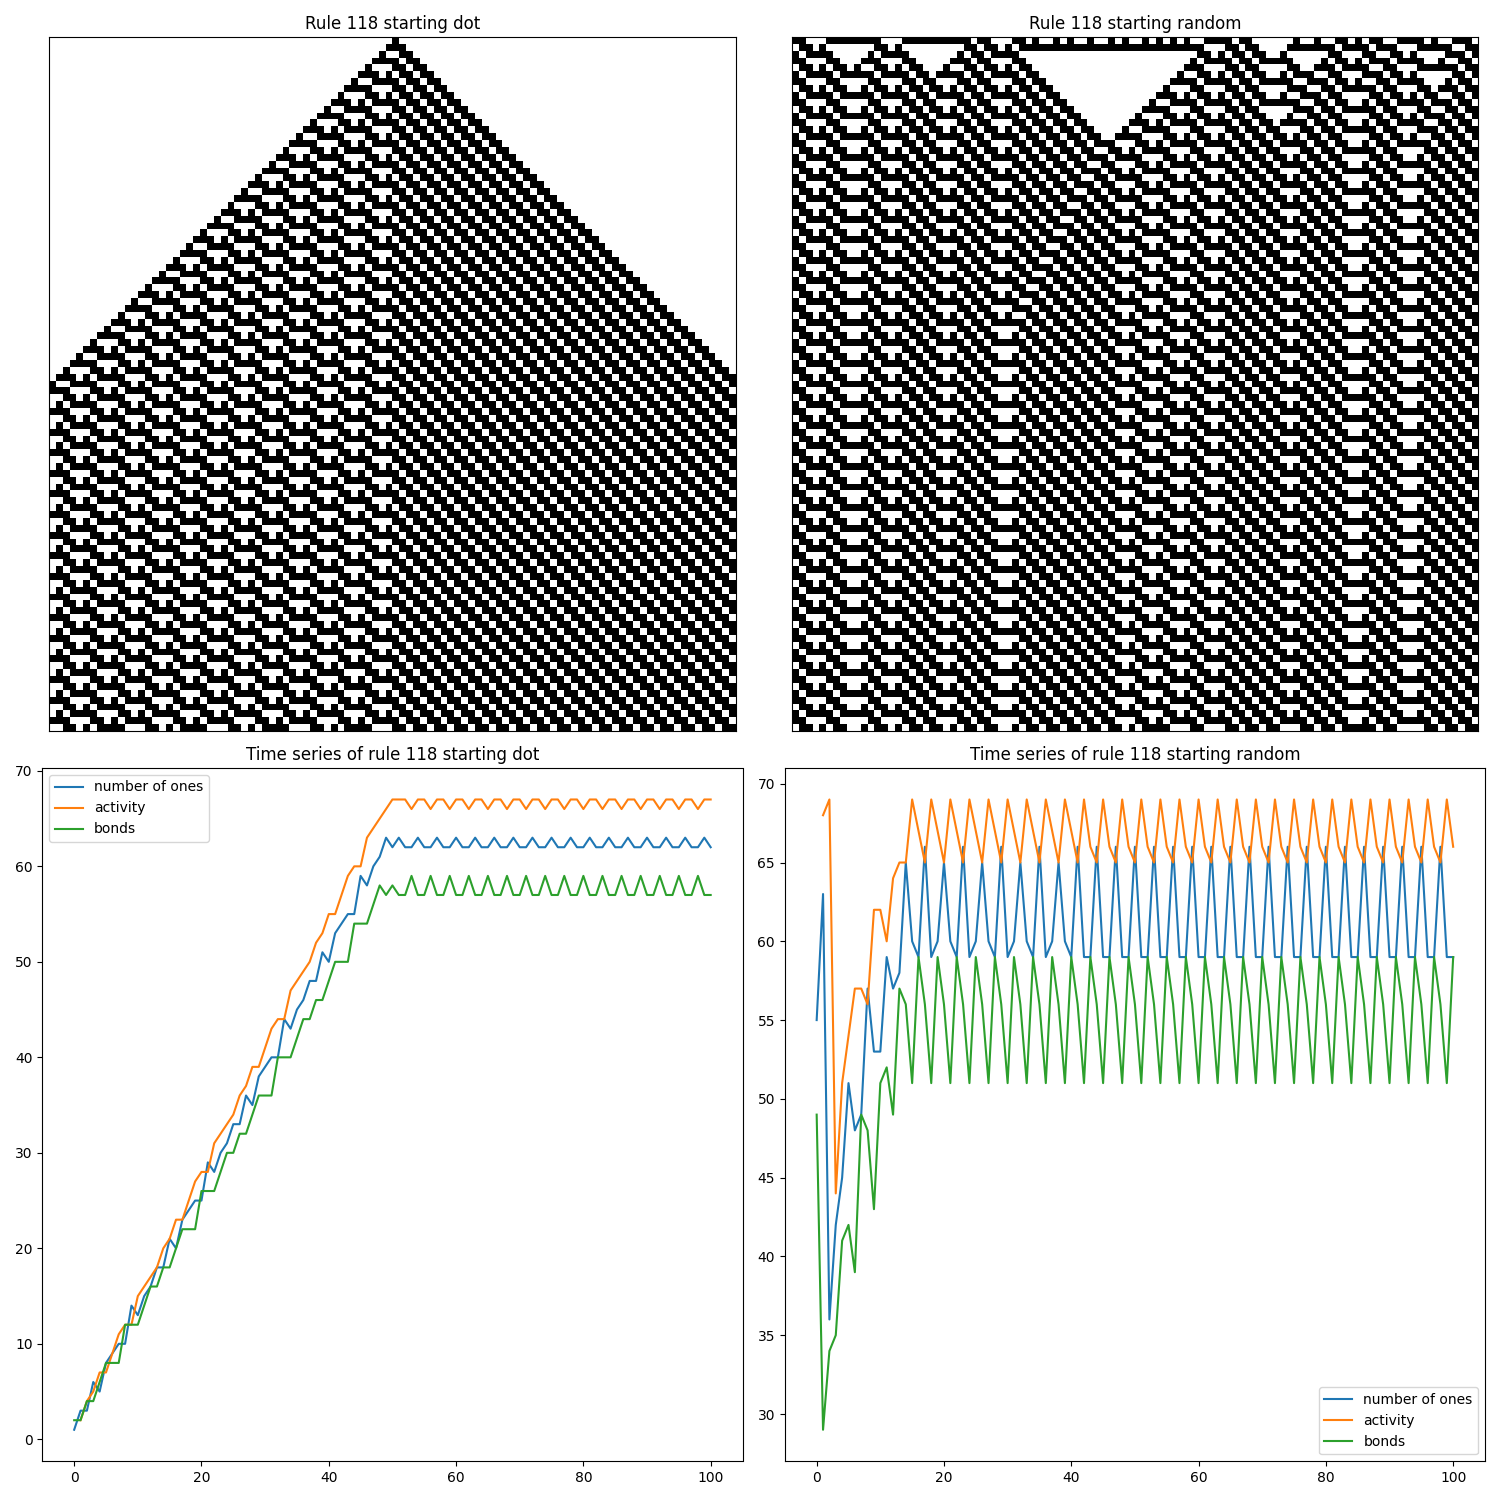 Rule 118 starting dot
Rule 118 starting random
Time series of rule 118 starting dot
70
60
50
40
30
20
10
0
number of ones
activity
bonds
0 20 40 60 80 100
Time series of rule 118 starting random
70
65
60
55
50
45
40
35
30
number of ones
activity
bonds
0 20 40 60 80 100